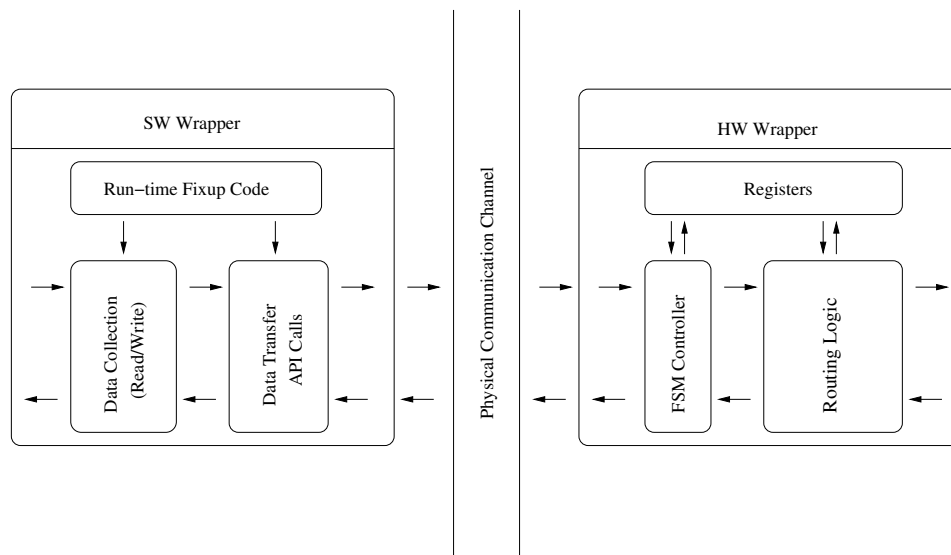 SW Wrapper
Run-time Fixup Code
Data Collection
(Read/Write)
Data Transfer
API Calls
Physical Communication Channel
HW Wrapper
Registers
FSM Controller
Routing Logic